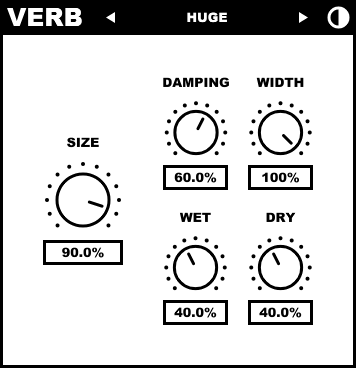 VERB
HUGE
DAMPING
WIDTH
SIZE
60.0%
100%
90.0%
WET
DRY
40.0%
40.0%